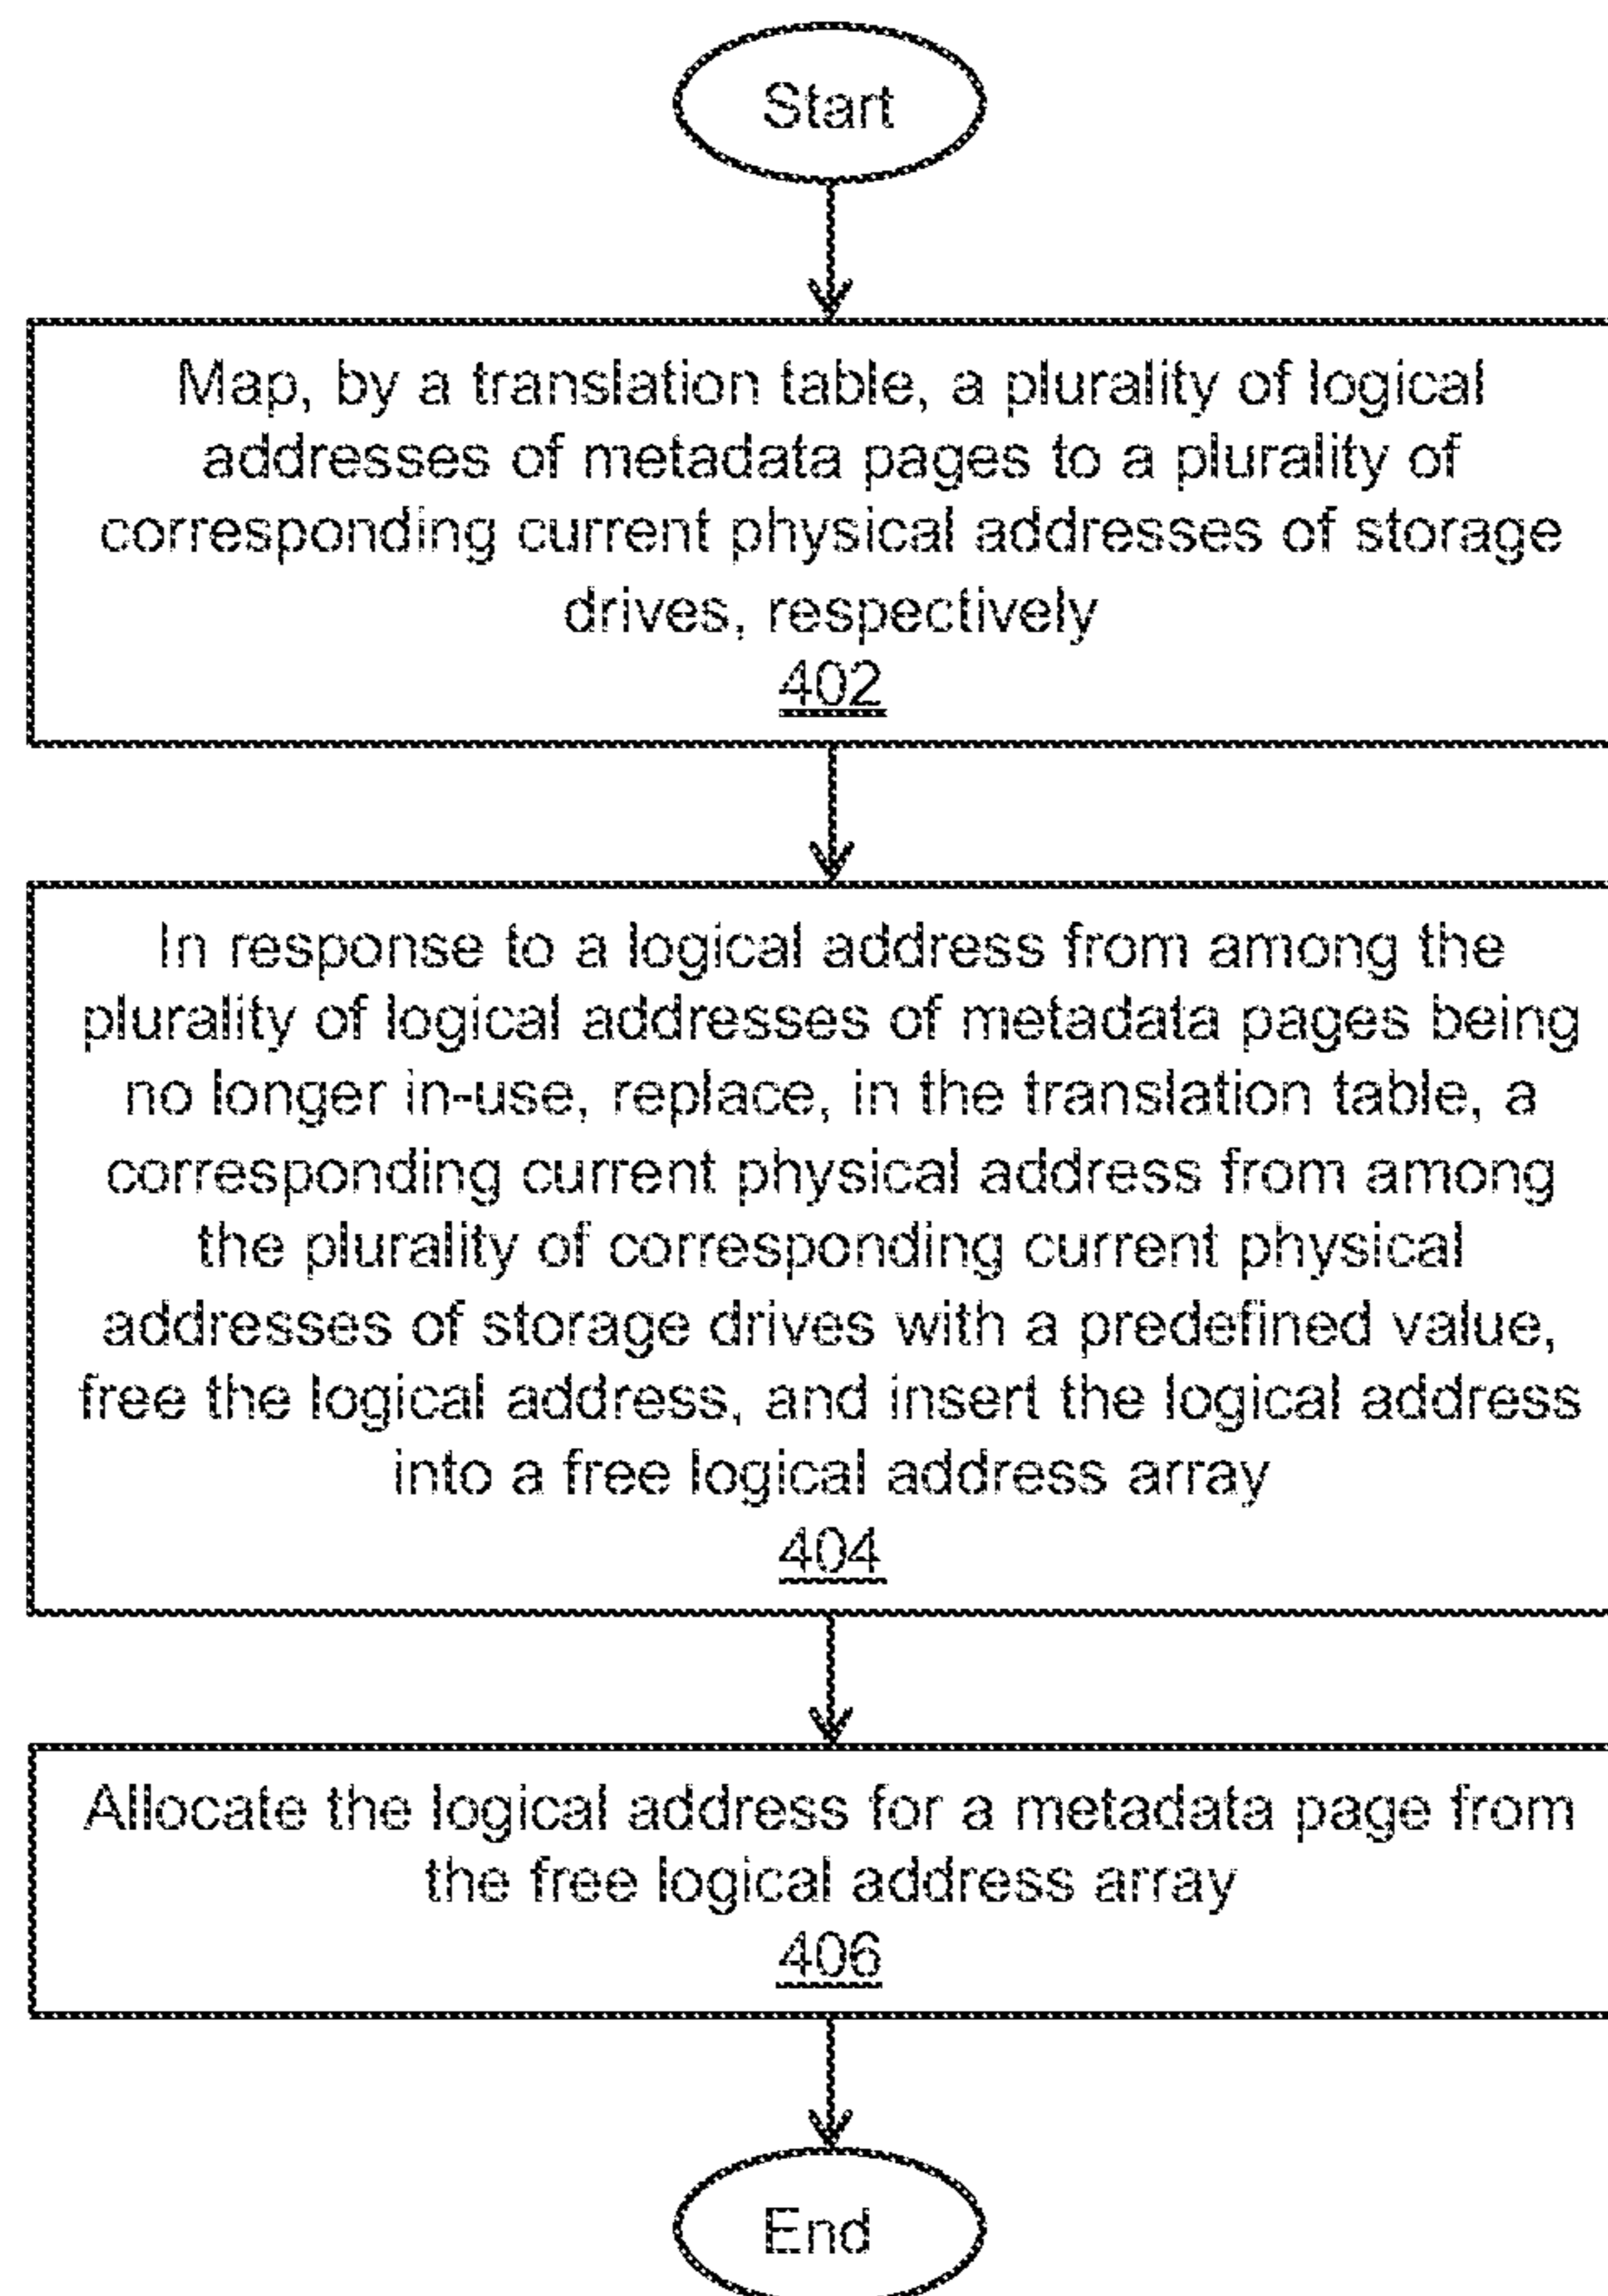 Start
Map, by a translation table, a plurality of logical
addresses of metadata pages to a plurality of
corresponding current physical addresses of storage
drives, respectively
402
In response to a logical address from among the
plurality of logical addresses of metadata pages being
no longer in-use, replace, in the translation table, a
corresponding current physical address from among
the plurality of corresponding current physical
addresses of storage drives with a predefined value,
free the logical address, and insert the logical address
into a free logical address array
404
Allocate the logical address for a metadata page from
the free logical address array
406
End